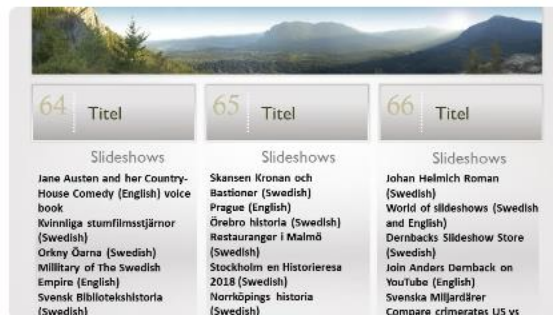 64
Titel
65
Titel
66
Titel
Slideshows
Jane Austen and her Country-
House Comedy (English) voice
book
Kvinnliga stumfilmsstjärnor
(Swedish)
Orkny Öarna (Swedish)
Millitary of The Swedish
Empire (English)
Svensk Bibliotekshistoria
(Swedish)
Slideshows
Skansen Kronan och
Bastioner (Swedish)
Prague (English)
Örebro historia (Swedish)
Restauranger i Malmö
(Swedish)
Stockholm en Historieresa
2018 (Swedish)
Norrköpings historia
(Swedish)
Slideshows
Johan Helmich Roman
(Swedish)
World of slideshows (Swedish
and English)
Dernbacks Slideshow Store
(Swedish)
Join Anders Dernback on
YouTube (English)
Svenska Miljardärer
Compare crimerates US vs